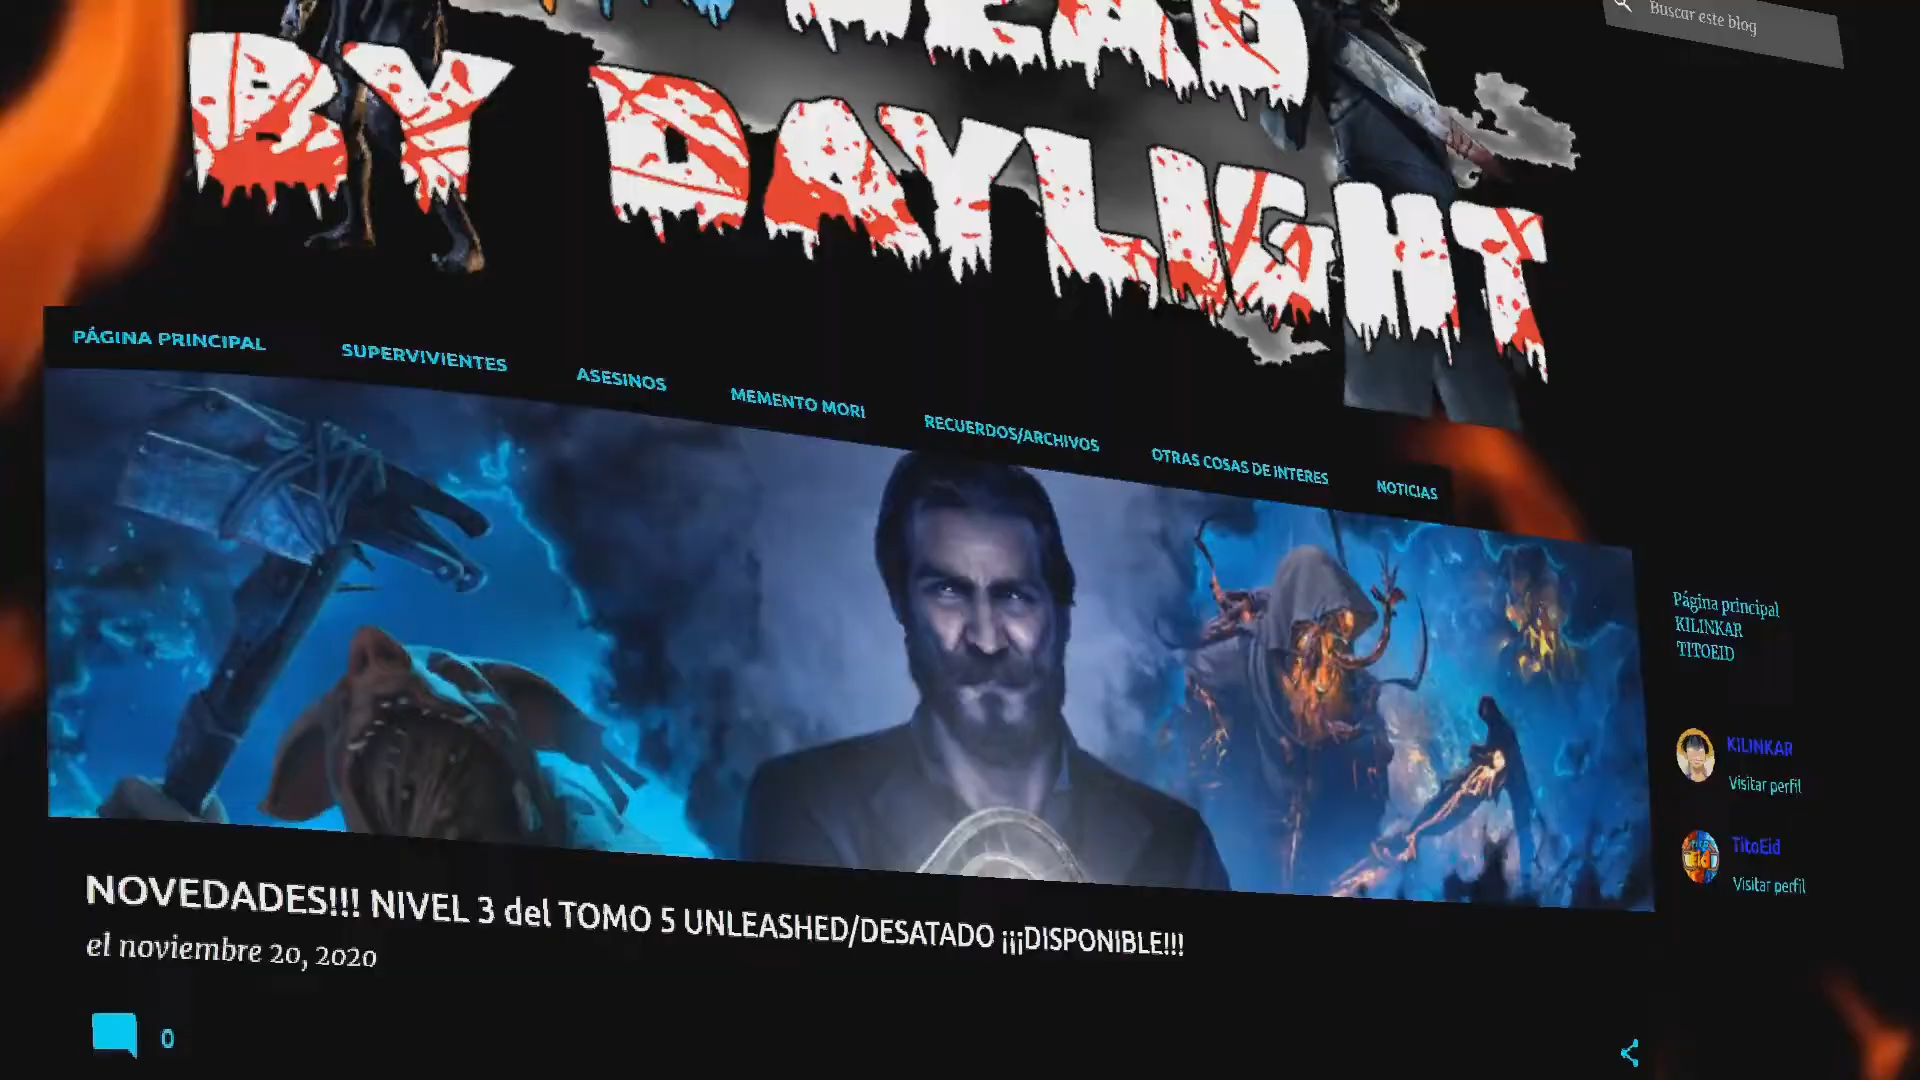 Buscar este blog
DEAD
BY DAYLIGHT
PÁGINA PRINCIPAL
SUPERVIVIENTES
ASESINOS
MEMENTO MORI
RECUERDOS/ARCHIVOS
OTRAS COSAS DE INTERES
NOTICIAS
Página principal
KILINKAR
TITOEID
KILINKAR
Visitar perfil
TitoEid
Visitar perfil
NOVEDADES!!! NIVEL 3 del TOMO 5 UNLEASHED/DESATADO ¡¡¡DISPONIBLE!!!
el noviembre 20, 2020
0